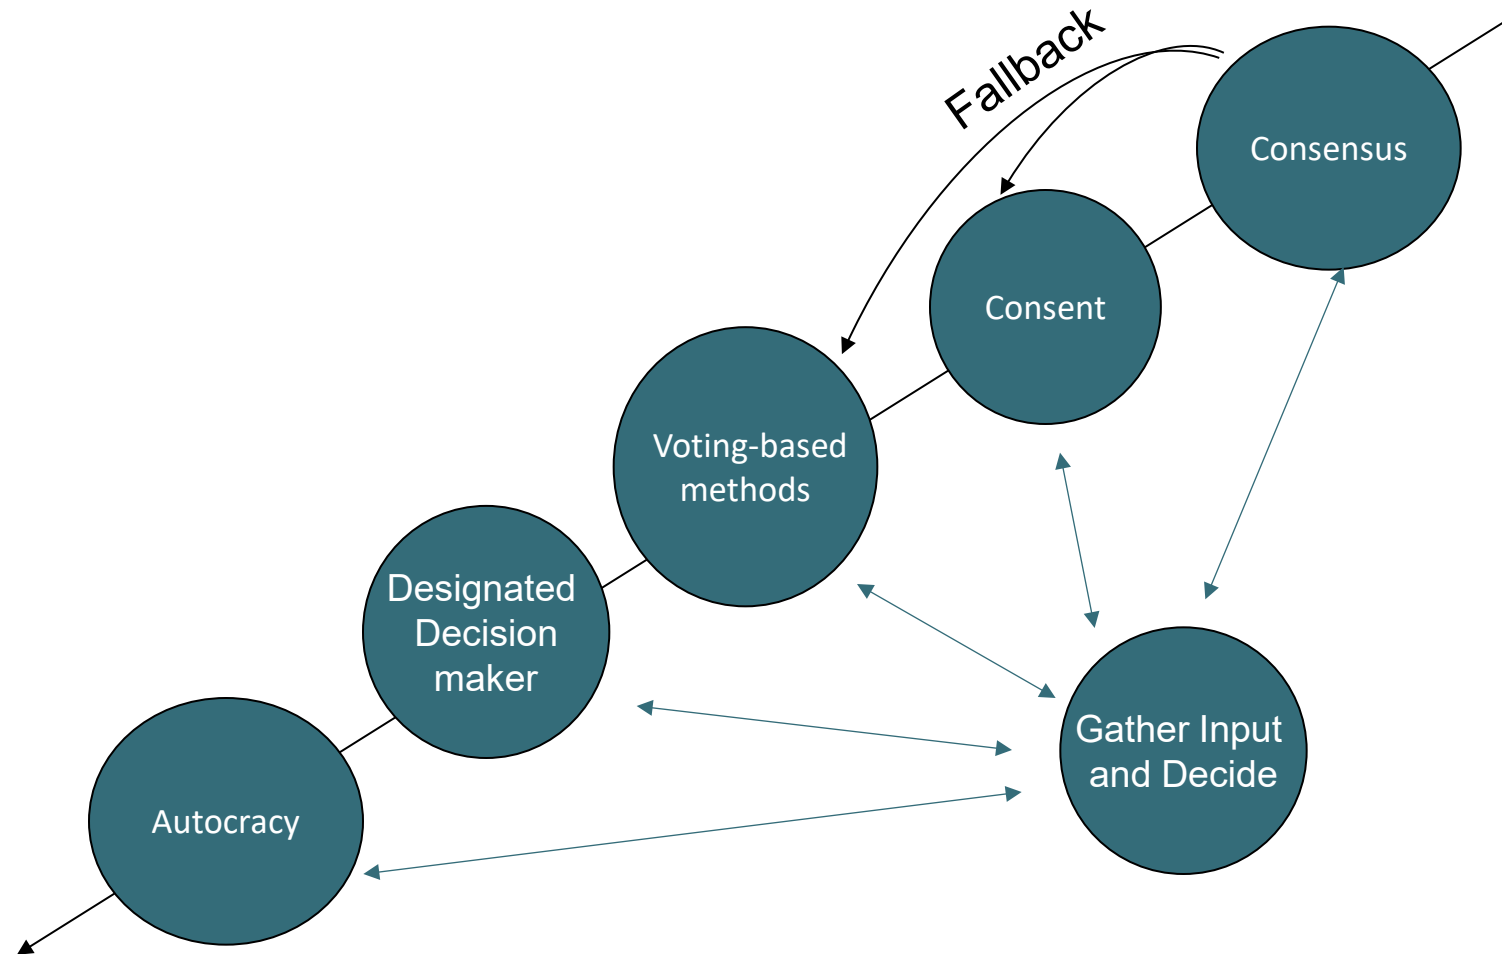 Fallback
Consensus
Consent
Voting-based
methods
Designated
Decision
maker
Gather Input
and Decide
Autocracy